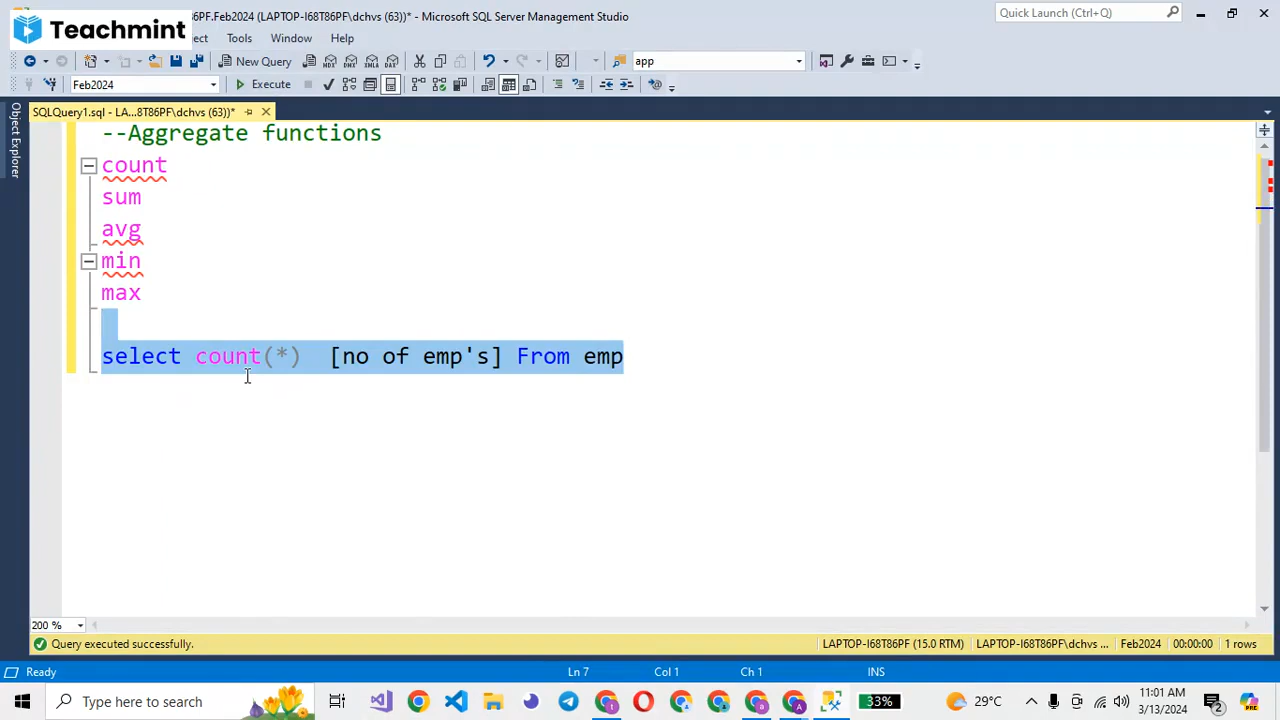 Teachmint
PF.Feb2024 (LAPTOP-I68T86PF\dchvs (63))* - Microsoft SQL Server Management Studio
Quick Launch (Ctrl+Q)
Tools Window Help
New Query
app
Feb2024
Execute
SQLQuery1.sql - LA...8T86PF\dchvs (63))*
Object Explorer
--Aggregate functions
count
sum
avg
min
max
select count(*) [no of emp's] From emp
200 %
Query executed successfully.
LAPTOP-I68T86PF (15.0 RTM)
LAPTOP-I68T86PF\dchvs ...
Feb2024
00:00:00
1 rows
Ready
Ln 7
Col 1
Ch 1
INS
Type here to search
33%
29°C
11:01 AM
3/13/2024
2